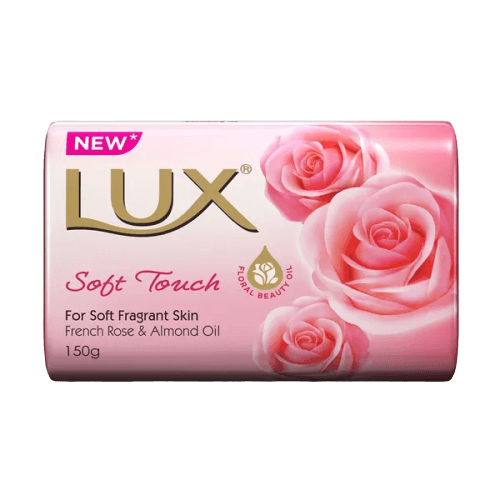 NEW*
LUX®
Soft Touch
FLORAL BEAUTY OIL
For Soft Fragrant Skin
French Rose & Almond Oil
150g